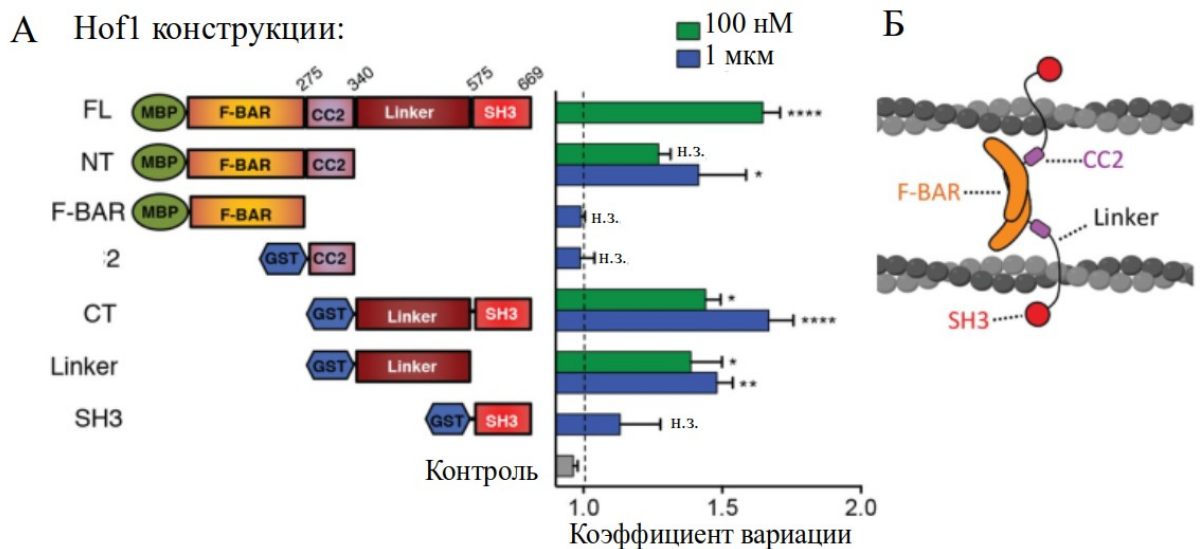 А Hof1 конструкции:
100 нМ
1 мкм
Б
275 340 575 669
FL MBP F-BAR CC2 Linker SH3 ****
NT MBP F-BAR CC2 н.з. *
F-BAR MBP F-BAR н.з.
2 GST CC2 н.з.
CT GST Linker SH3 * ****
Linker GST Linker * **
SH3 GST SH3 н.з.
Контроль
1.0 1.5 2.0
Коэффициент вариации
CC2
F-BAR
Linker
SH3